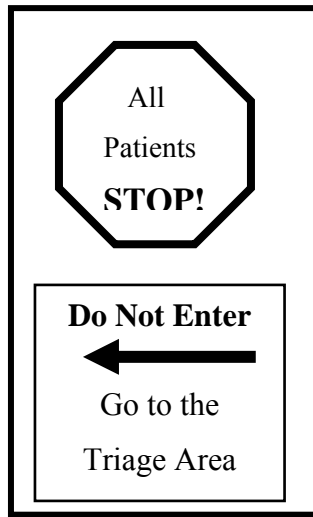 All
Patients
STOP!
Do Not Enter
Go to the
Triage Area